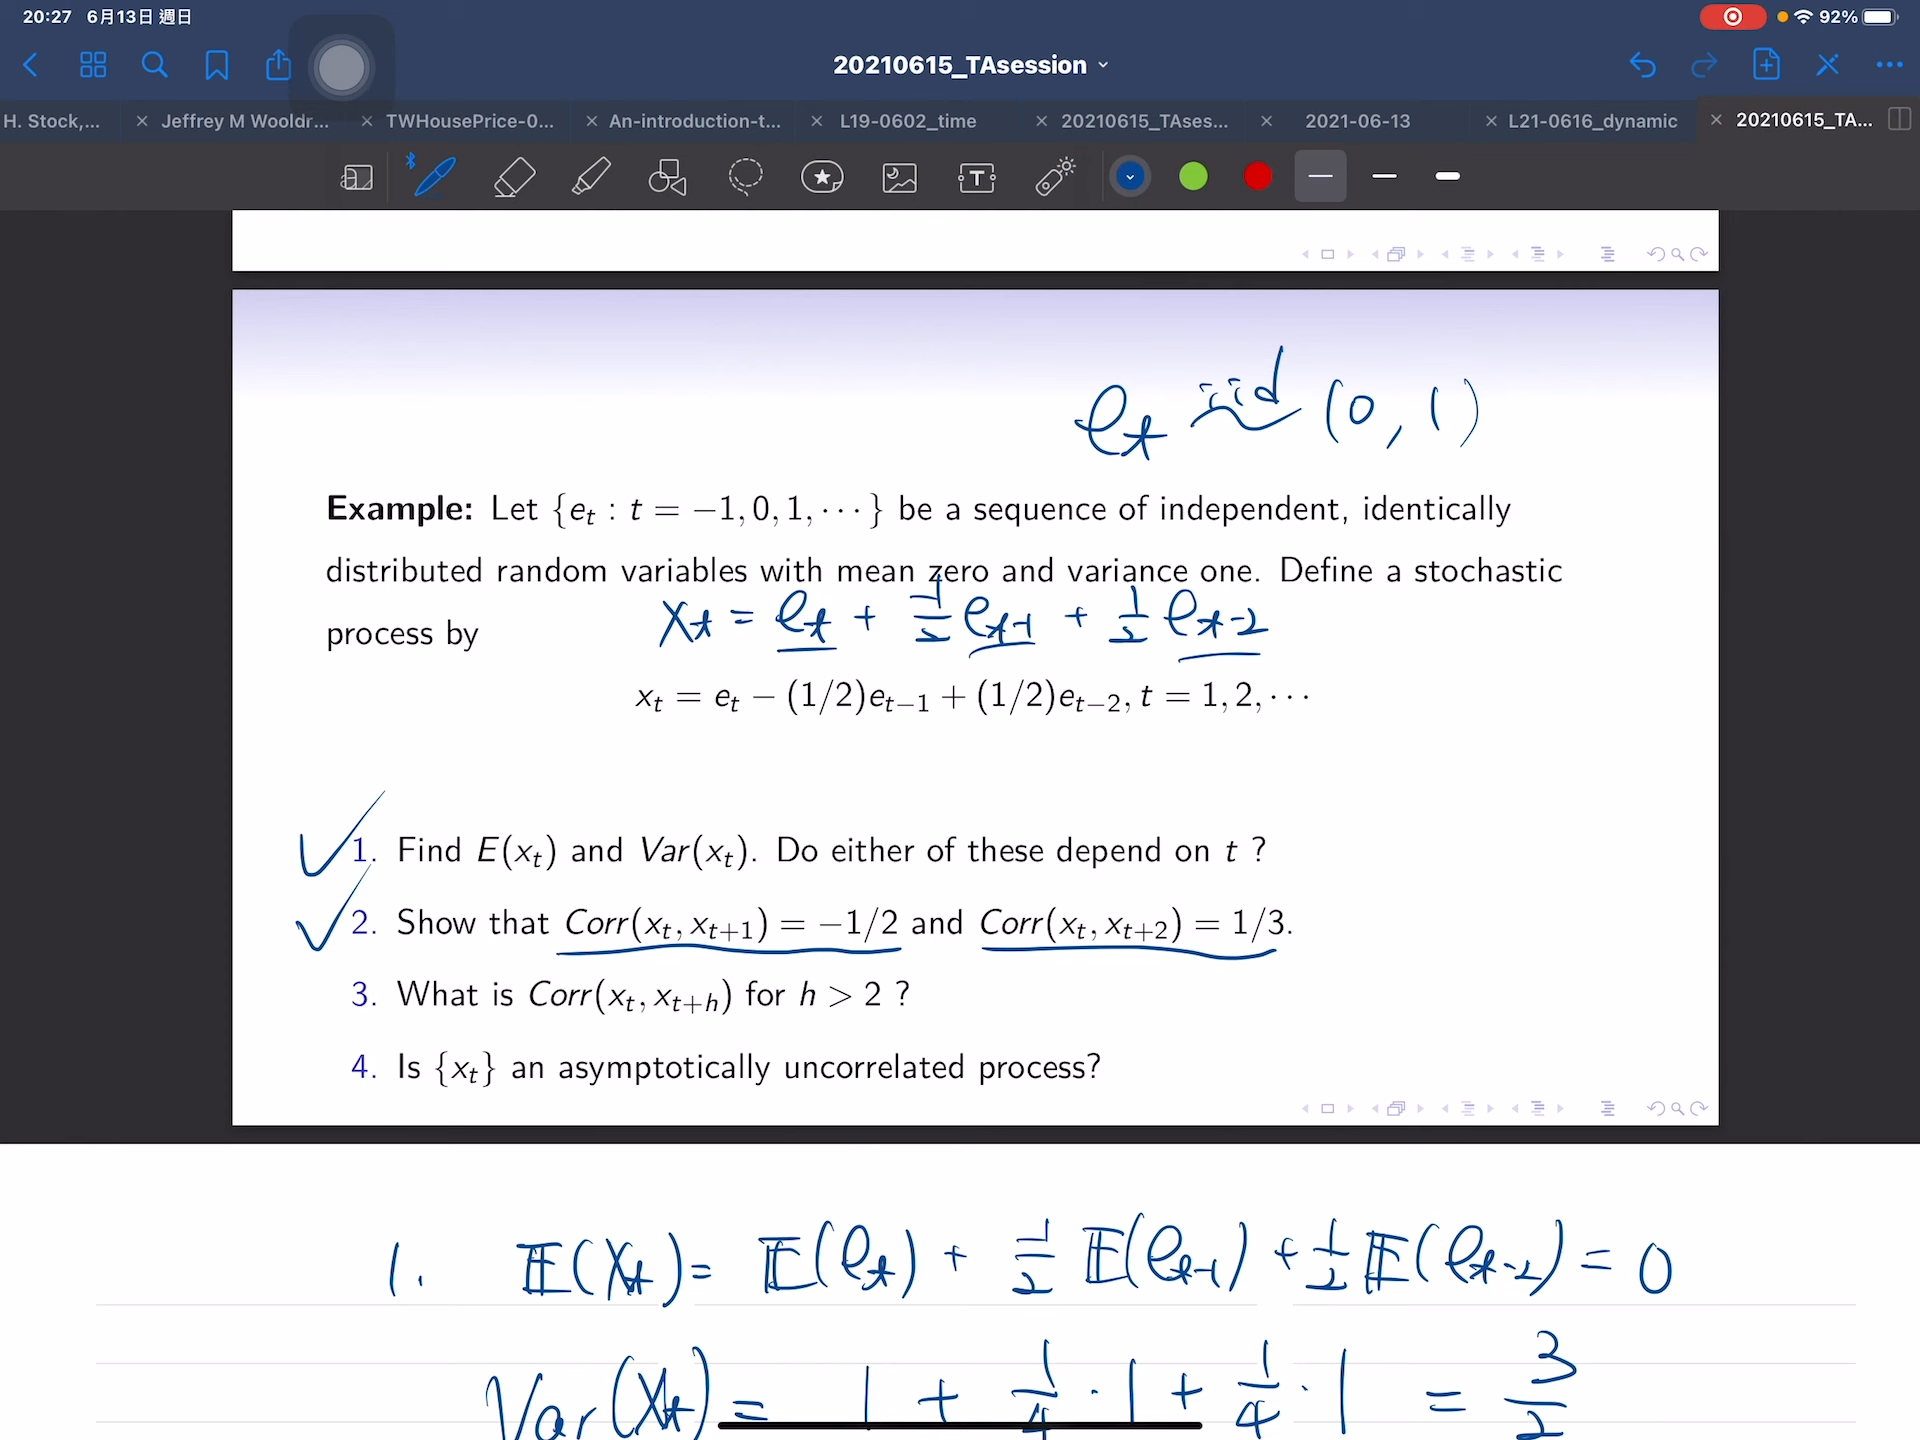 20:27 6月13日 週日
92%
20210615_TAsession
H. Stock,... Jeffrey M Wooldr... TWHousePrice-0... An-introduction-t... L19-0602_time 20210615_TAses... 2021-06-13 L21-0616_dynamic 20210615_TA...
e_t iid~ (0, 1)
Example: Let {e_t : t = −1, 0, 1, ⋯} be a sequence of independent, identically
distributed random variables with mean zero and variance one. Define a stochastic
x_t = e_t + -1/2 e_{t-1} + 1/2 e_{t-2}
process by
x_t = e_t − (1/2)e_{t−1} + (1/2)e_{t−2}, t = 1, 2, ⋯
1. Find E(x_t) and Var(x_t). Do either of these depend on t ?
2. Show that Corr(x_t, x_{t+1}) = −1/2 and Corr(x_t, x_{t+2}) = 1/3.
3. What is Corr(x_t, x_{t+h}) for h > 2 ?
4. Is {x_t} an asymptotically uncorrelated process?
1. E(X_t) = E(e_t) + -1/2 E(e_{t-1}) + 1/2 E(e_{t-2}) = 0
Var(X_t) = 1 + 1/4 · 1 + 1/4 · 1 = 3/2